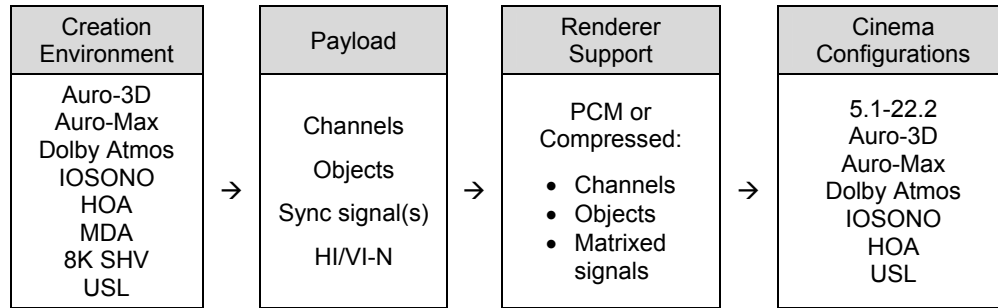 Creation
Environment
Auro-3D
Auro-Max
Dolby Atmos
IOSONO
HOA
MDA
8K SHV
USL
→
Payload
Channels
Objects
Sync signal(s)
HI/VI-N
→
Renderer
Support
PCM or
Compressed:
• Channels
• Objects
• Matrixed
signals
→
Cinema
Configurations
5.1-22.2
Auro-3D
Auro-Max
Dolby Atmos
IOSONO
HOA
USL